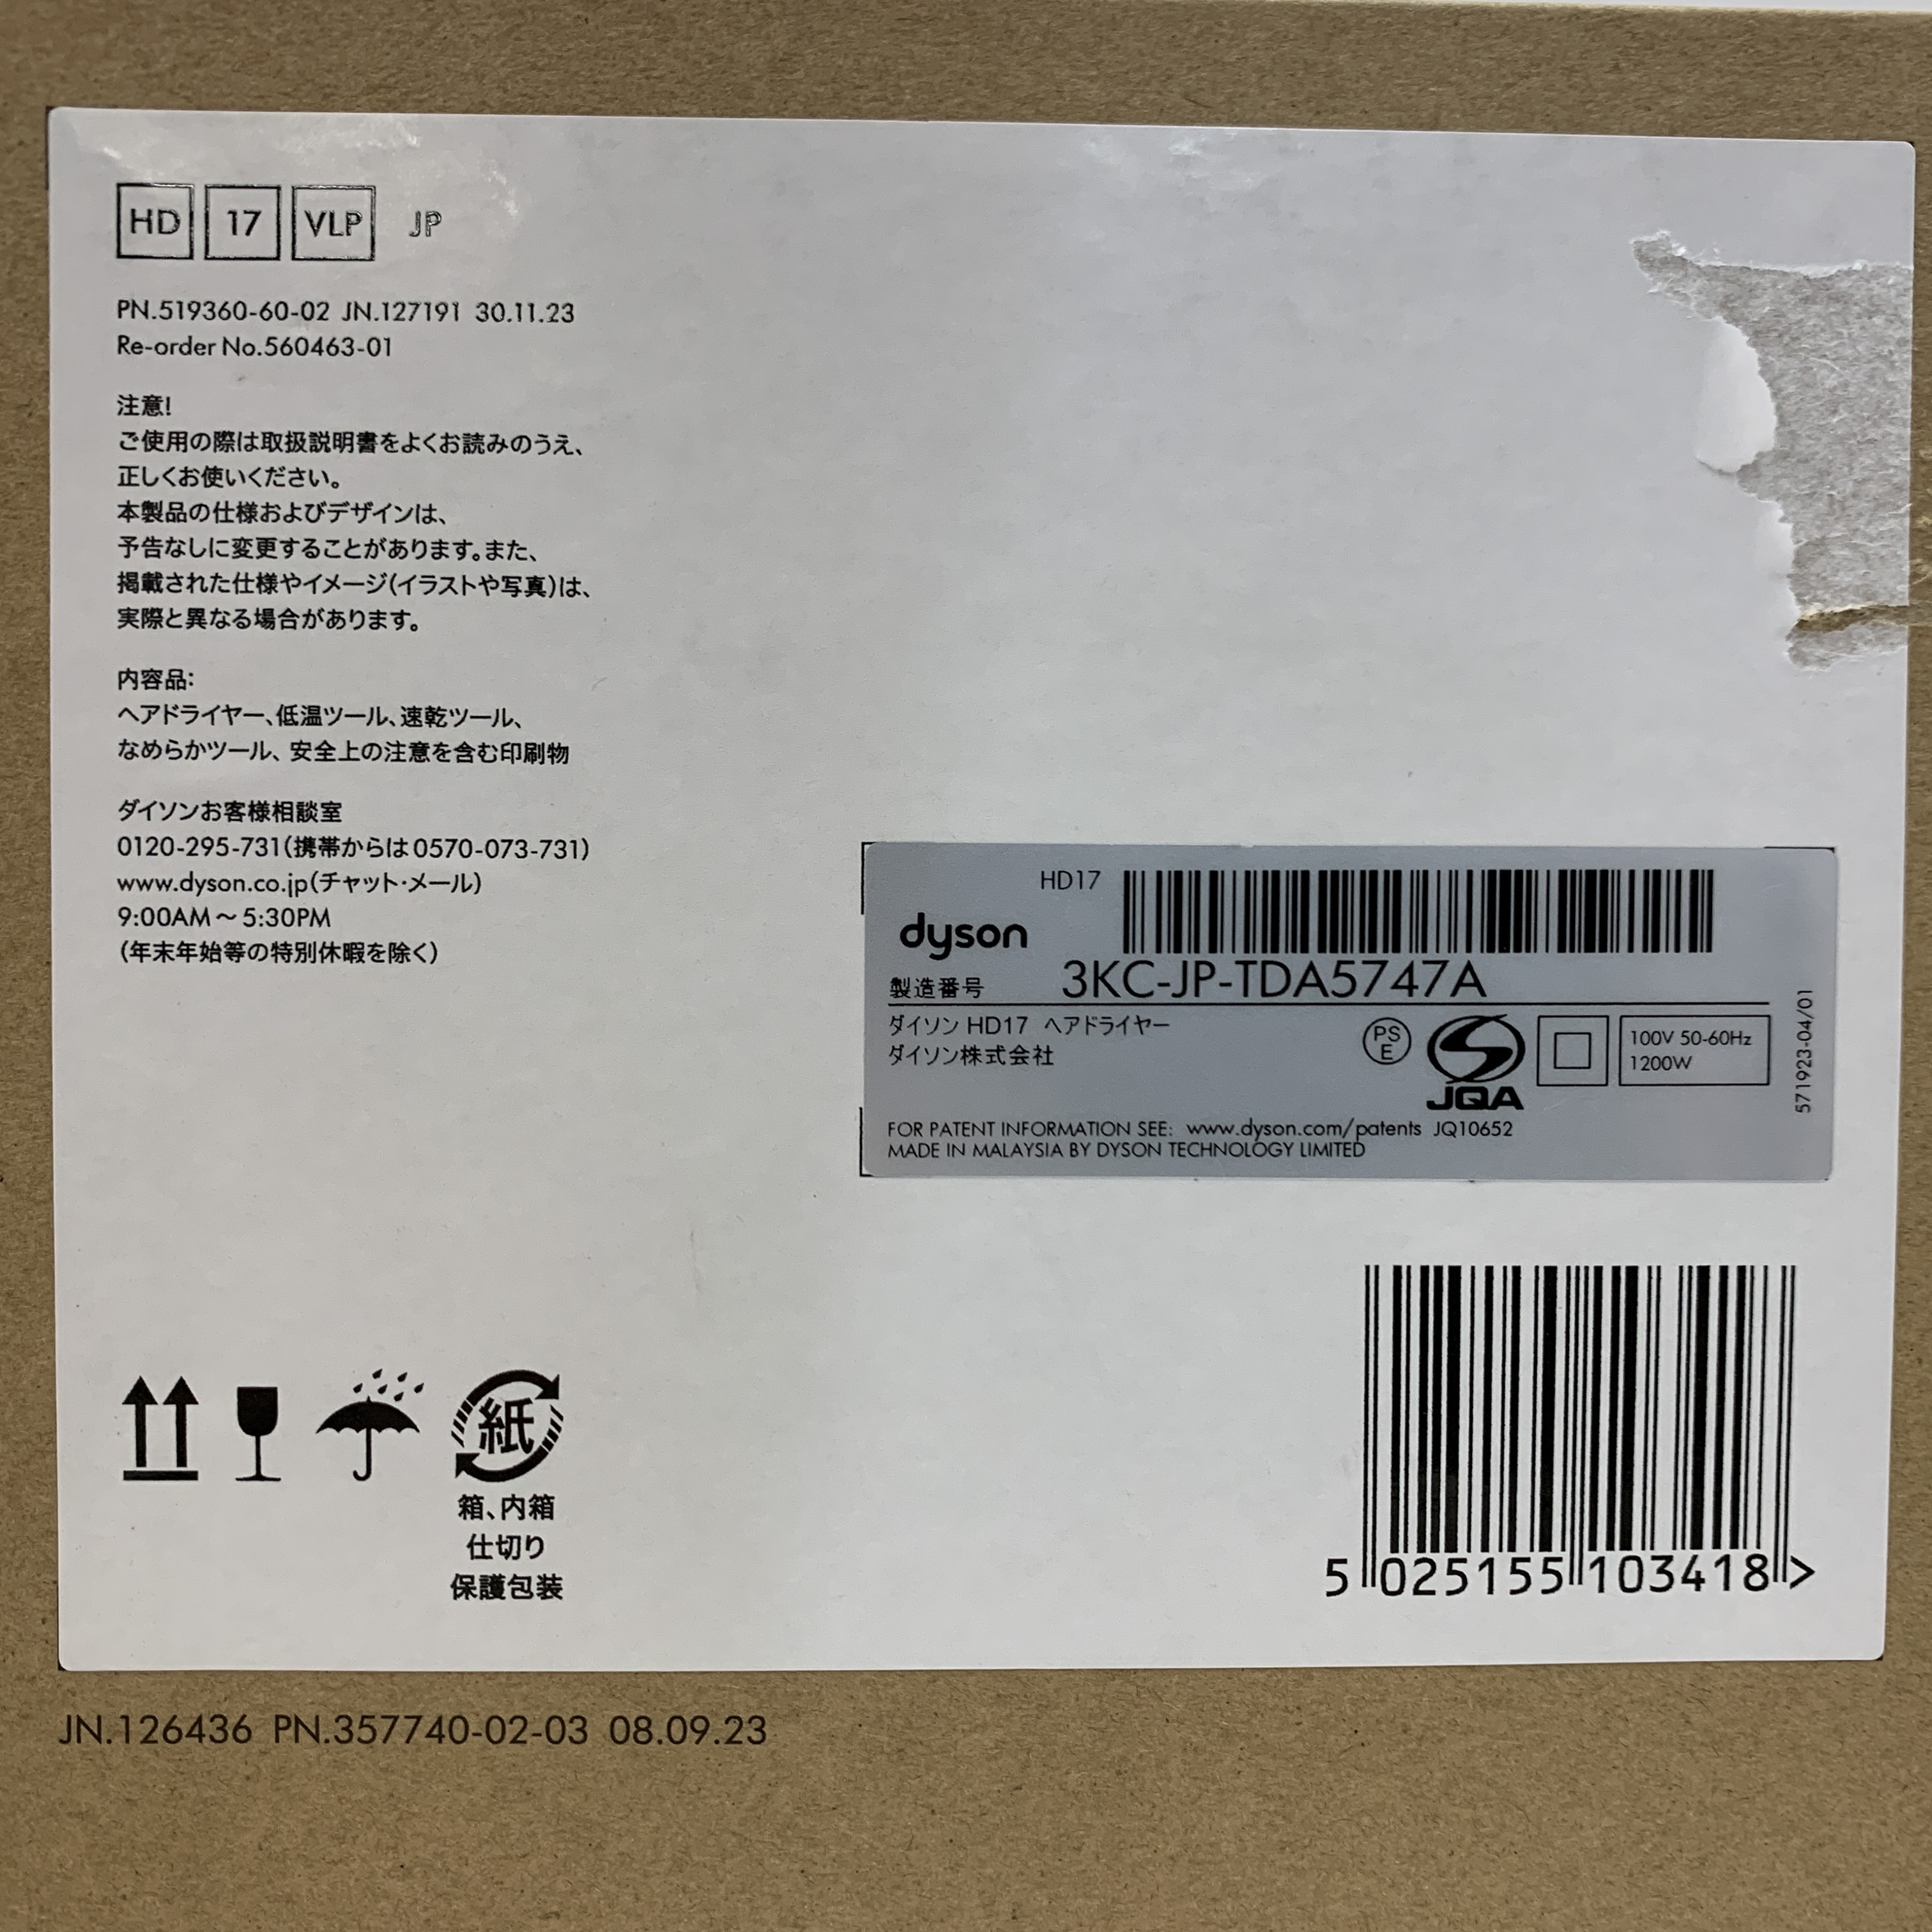 HD 17 VLP JP
PN.519360-60-02 JN.127191 30.11.23
Re-order No.560463-01
注意!
ご使用の際は取扱説明書をよくお読みのうえ、
正しくお使いください。
本製品の仕様およびデザインは、
予告なしに変更することがあります。また、
掲載された仕様やイメージ(イラストや写真)は、
実際と異なる場合があります。
内容品:
ヘアドライヤー、低温ツール、速乾ツール、
なめらかツール、安全上の注意を含む印刷物
ダイソンお客様相談室
0120-295-731(携帯からは0570-073-731)
www.dyson.co.jp(チャット・メール)
9:00AM～5:30PM
(年末年始等の特別休暇を除く)
HD17
dyson
製造番号 3KC-JP-TDA5747A
ダイソン HD17 ヘアドライヤー
ダイソン株式会社
PS
E
JQA
100V 50-60Hz
1200W
571923-04/01
FOR PATENT INFORMATION SEE: www.dyson.com/patents JQ10652
MADE IN MALAYSIA BY DYSON TECHNOLOGY LIMITED
紙
箱、内箱
仕切り
保護包装
5 025155 103418 >
JN.126436 PN.357740-02-03 08.09.23